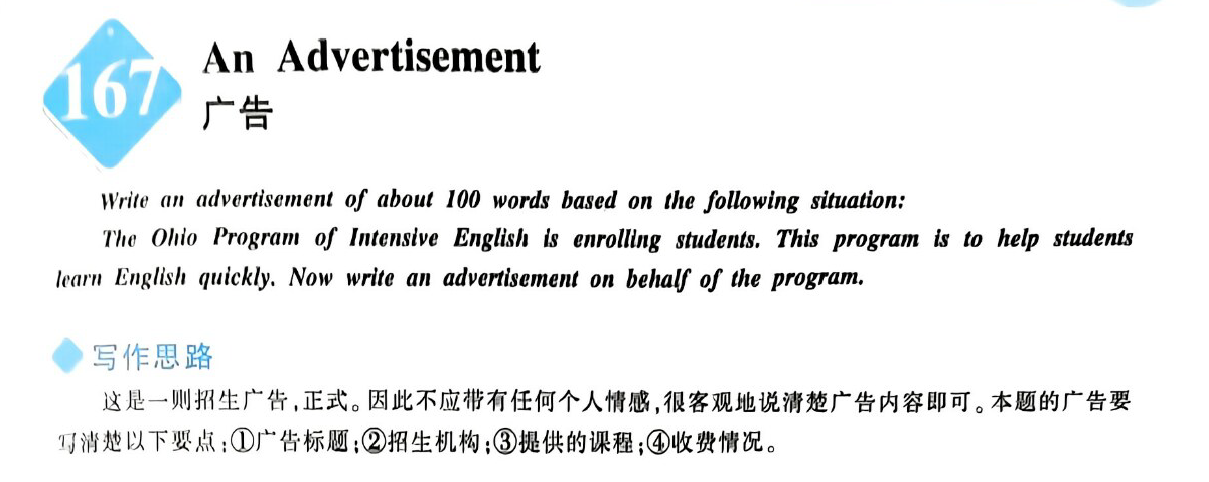 167
An Advertisement
广告
Write an advertisement of about 100 words based on the following situation:
The Ohio Program of Intensive English is enrolling students. This program is to help students
learn English quickly. Now write an advertisement on behalf of the program.
写作思路
这是一则招生广告,正式。因此不应带有任何个人情感,很客观地说清楚广告内容即可。本题的广告要
写清楚以下要点:①广告标题;②招生机构;③提供的课程;④收费情况。